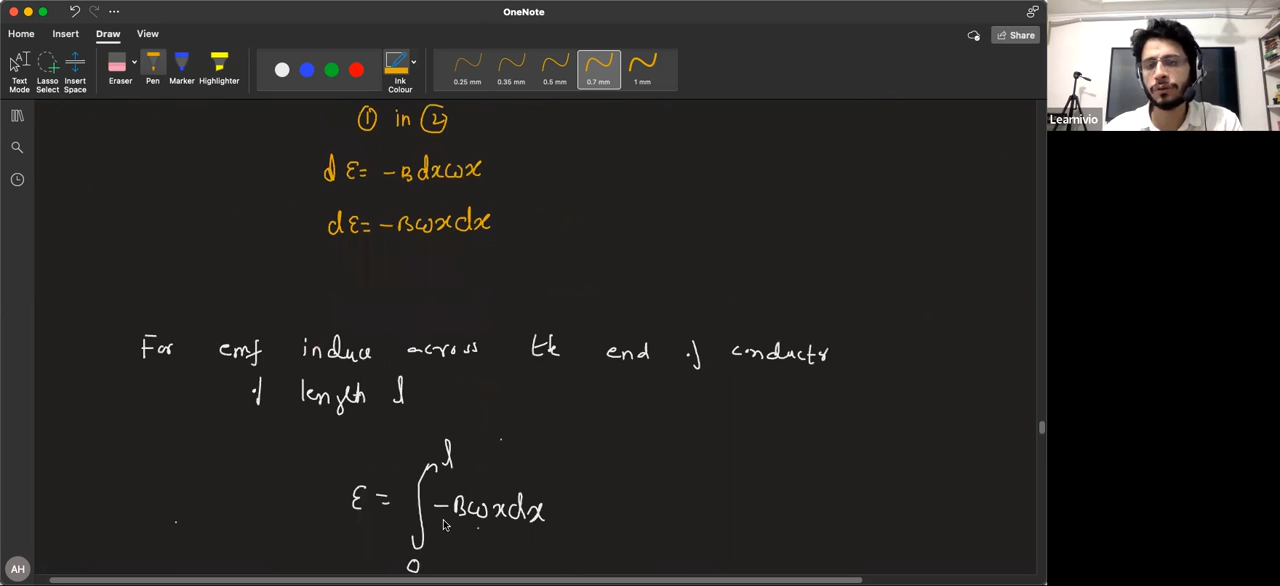 OneNote
Home Insert Draw View
Share
Text Mode
Lasso Select
Insert Space
Eraser
Pen
Marker
Highlighter
Ink Colour
0.25 mm
0.35 mm
0.5 mm
0.7 mm
1 mm
Learnivio
① in ②
dε = -Bdxωx
dε = -Bωxdx
For emf induce across the end of conductor
of length l
ε = ∫₀ˡ -Bωxdx
AH